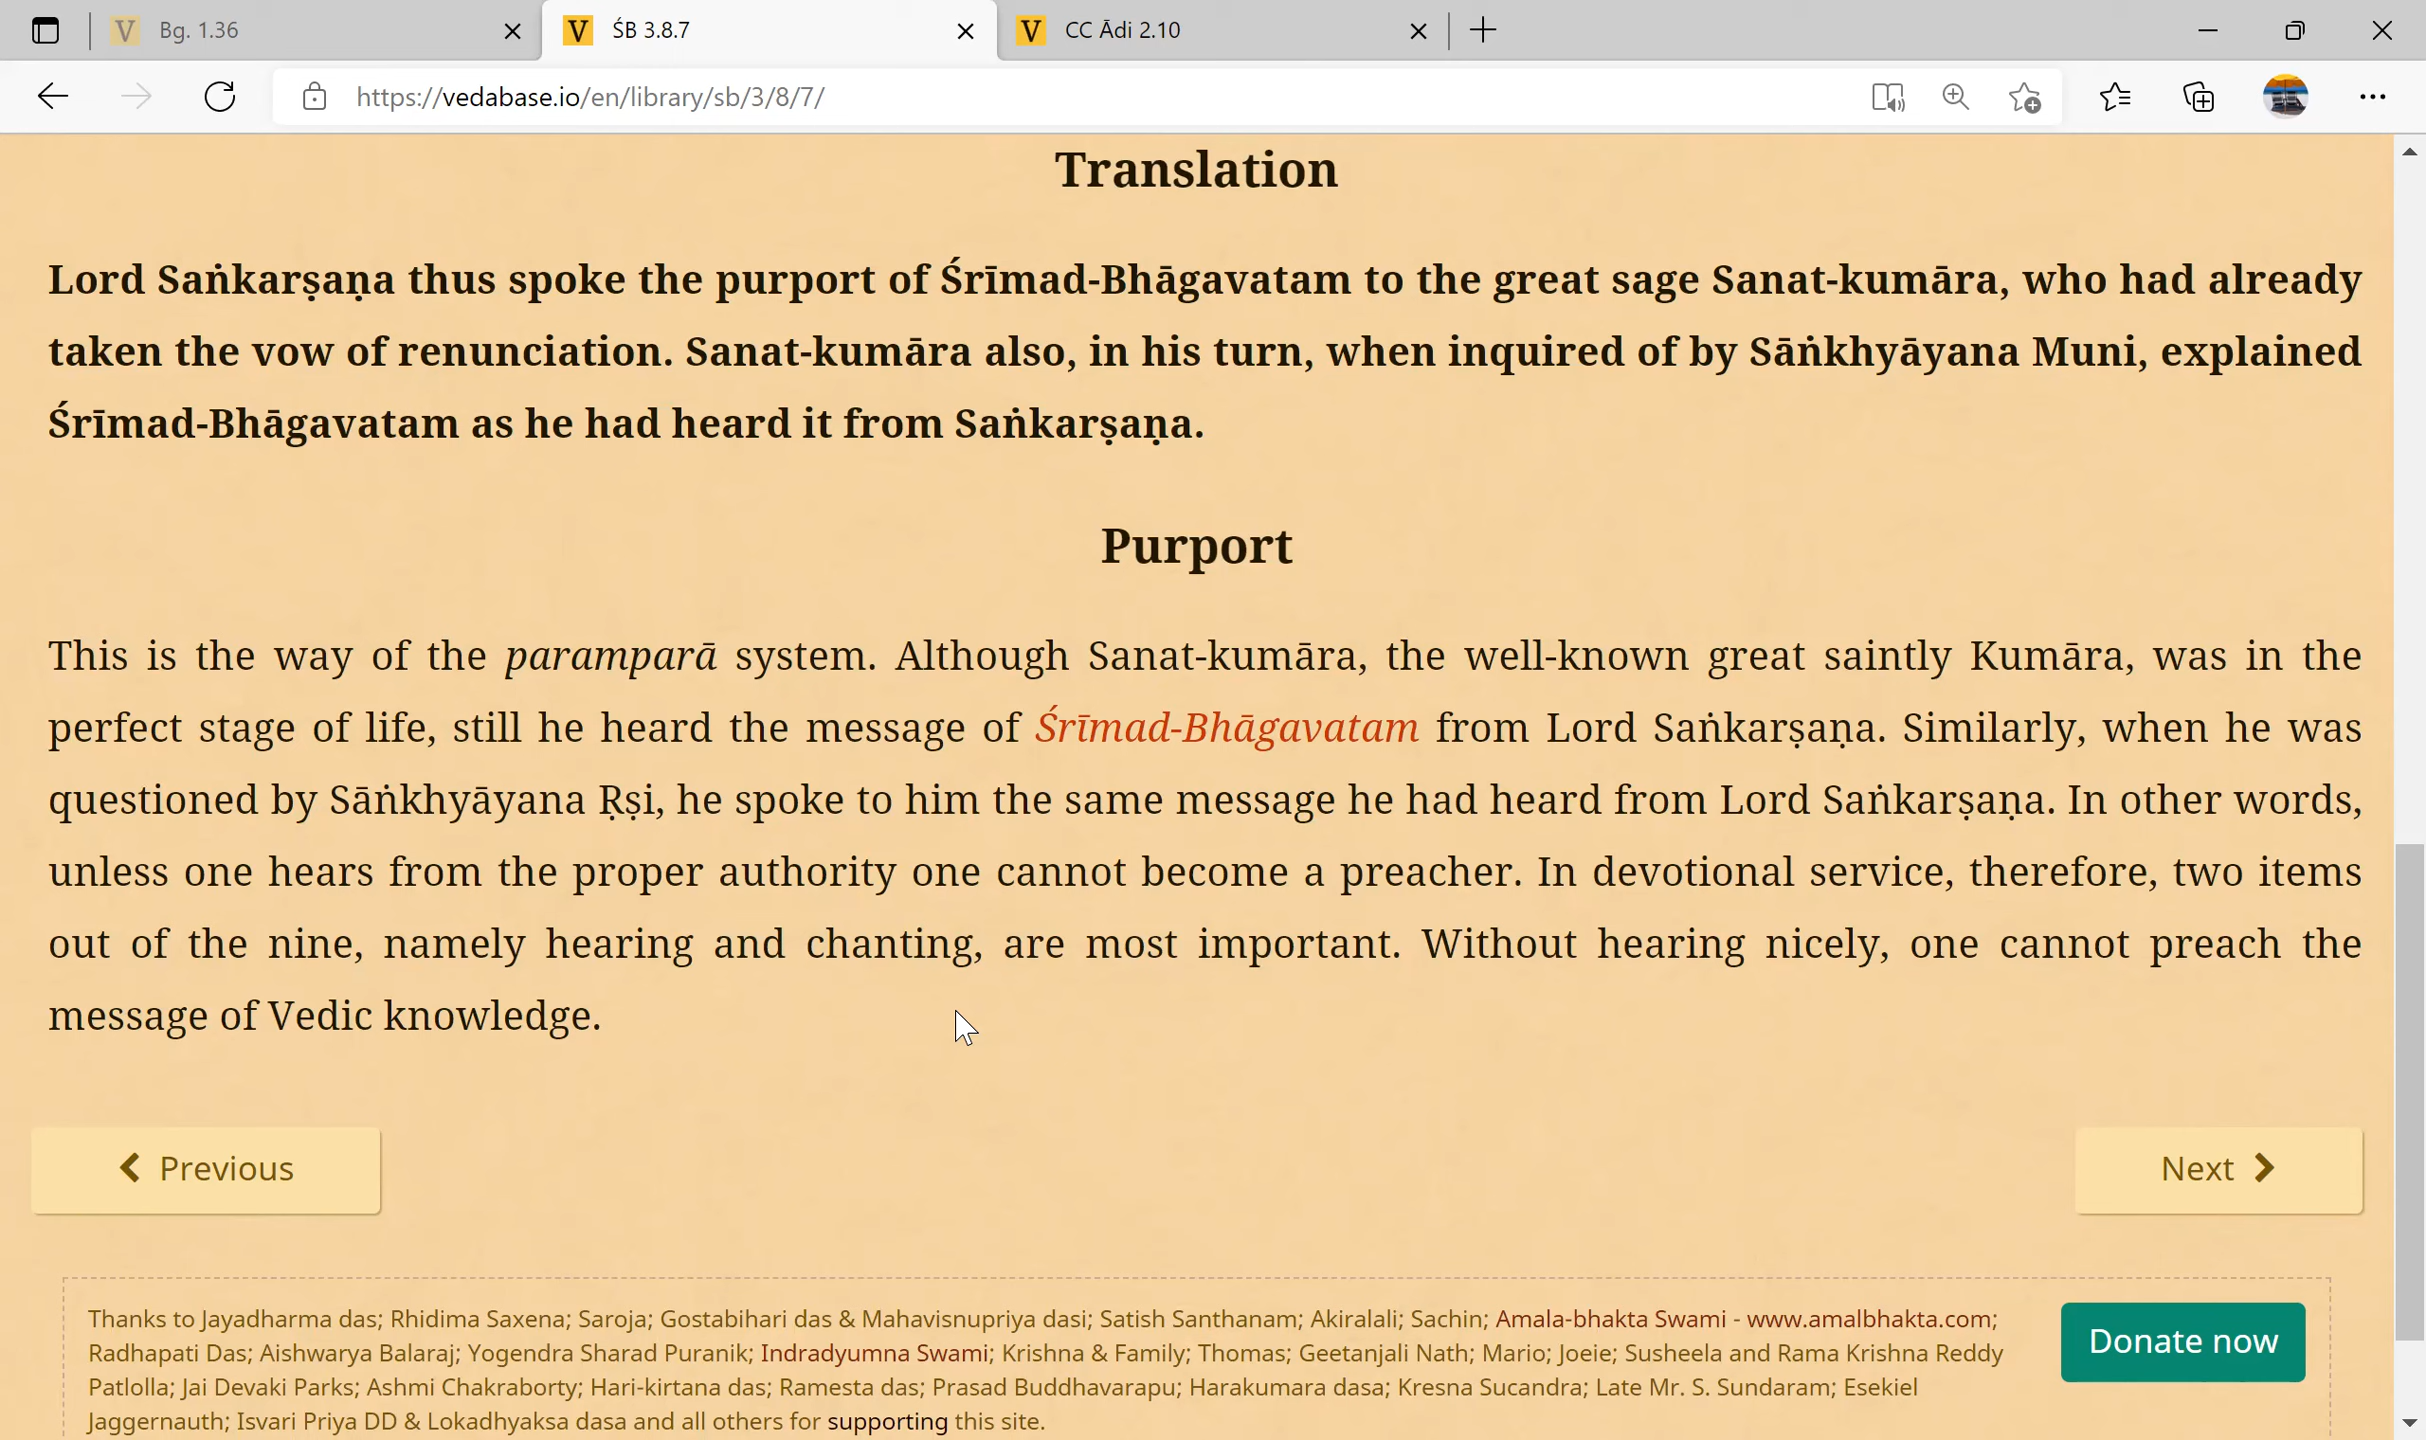 Bg. 1.36
ŚB 3.8.7
CC Ādi 2.10
https://vedabase.io/en/library/sb/3/8/7/
Translation
Lord Saṅkarṣaṇa thus spoke the purport of Śrīmad-Bhāgavatam to the great sage Sanat-kumāra, who had already
taken the vow of renunciation. Sanat-kumāra also, in his turn, when inquired of by Sāṅkhyāyana Muni, explained
Śrīmad-Bhāgavatam as he had heard it from Saṅkarṣaṇa.
Purport
This is the way of the paramparā system. Although Sanat-kumāra, the well-known great saintly Kumāra, was in the
perfect stage of life, still he heard the message of Śrīmad-Bhāgavatam from Lord Saṅkarṣaṇa. Similarly, when he was
questioned by Sāṅkhyāyana Ṛṣi, he spoke to him the same message he had heard from Lord Saṅkarṣaṇa. In other words,
unless one hears from the proper authority one cannot become a preacher. In devotional service, therefore, two items
out of the nine, namely hearing and chanting, are most important. Without hearing nicely, one cannot preach the
message of Vedic knowledge.
Previous
Next
Thanks to Jayadharma das; Rhidima Saxena; Saroja; Gostabihari das & Mahavisnupriya dasi; Satish Santhanam; Akiralali; Sachin; Amala-bhakta Swami - www.amalbhakta.com;
Radhapati Das; Aishwarya Balaraj; Yogendra Sharad Puranik; Indradyumna Swami; Krishna & Family; Thomas; Geetanjali Nath; Mario; Joeie; Susheela and Rama Krishna Reddy
Patlolla; Jai Devaki Parks; Ashmi Chakraborty; Hari-kirtana das; Ramesta das; Prasad Buddhavarapu; Harakumara dasa; Kresna Sucandra; Late Mr. S. Sundaram; Esekiel
Jaggernauth; Isvari Priya DD & Lokadhyaksa dasa and all others for supporting this site.
Donate now